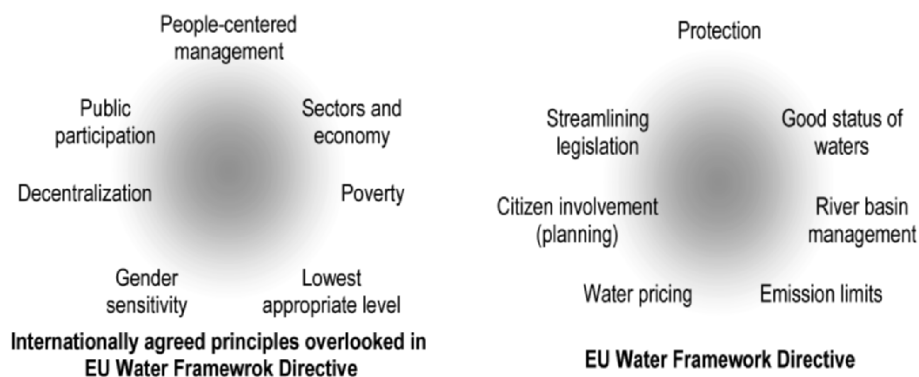 People-centered
management
Public
participation
Sectors and
economy
Decentralization
Poverty
Gender
sensitivity
Lowest
appropriate level
Internationally agreed principles overlooked in
EU Water Framewrok Directive
Protection
Streamlining
legislation
Good status of
waters
Citizen involvement
(planning)
River basin
management
Water pricing
Emission limits
EU Water Framework Directive